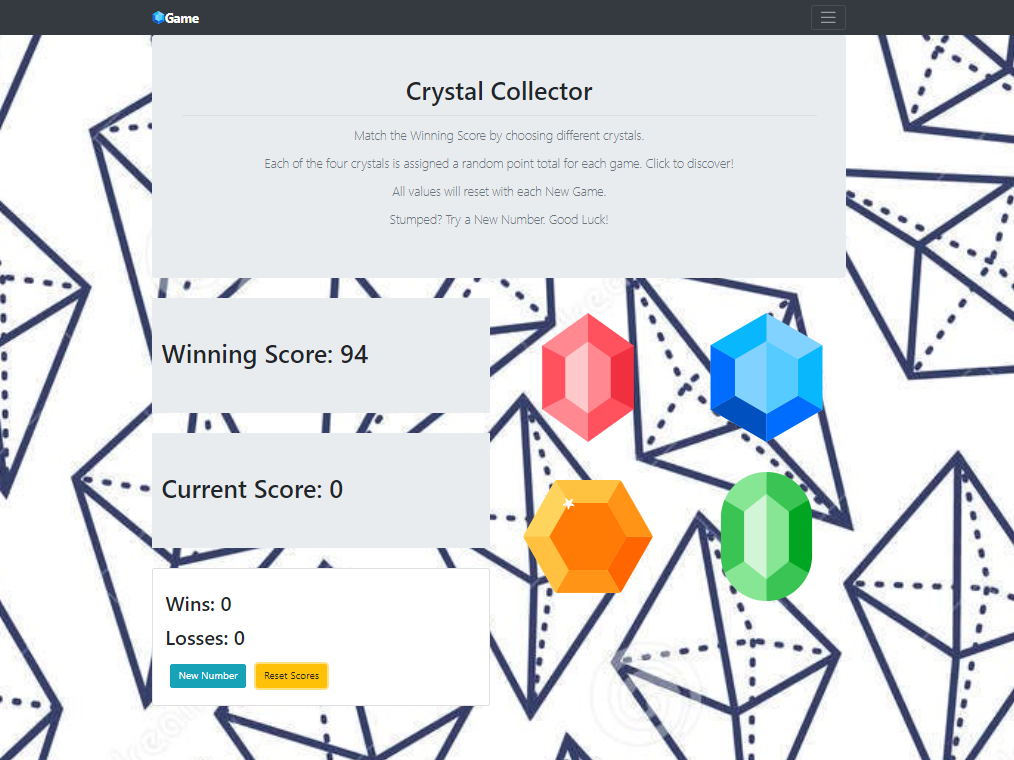 Game
Crystal Collector
Match the Winning Score by choosing different crystals.
Each of the four crystals is assigned a random point total for each game. Click to discover!
All values will reset with each New Game.
Stumped? Try a New Number. Good Luck!
Winning Score: 94
Current Score: 0
Wins: 0
Losses: 0
New Number Reset Scores